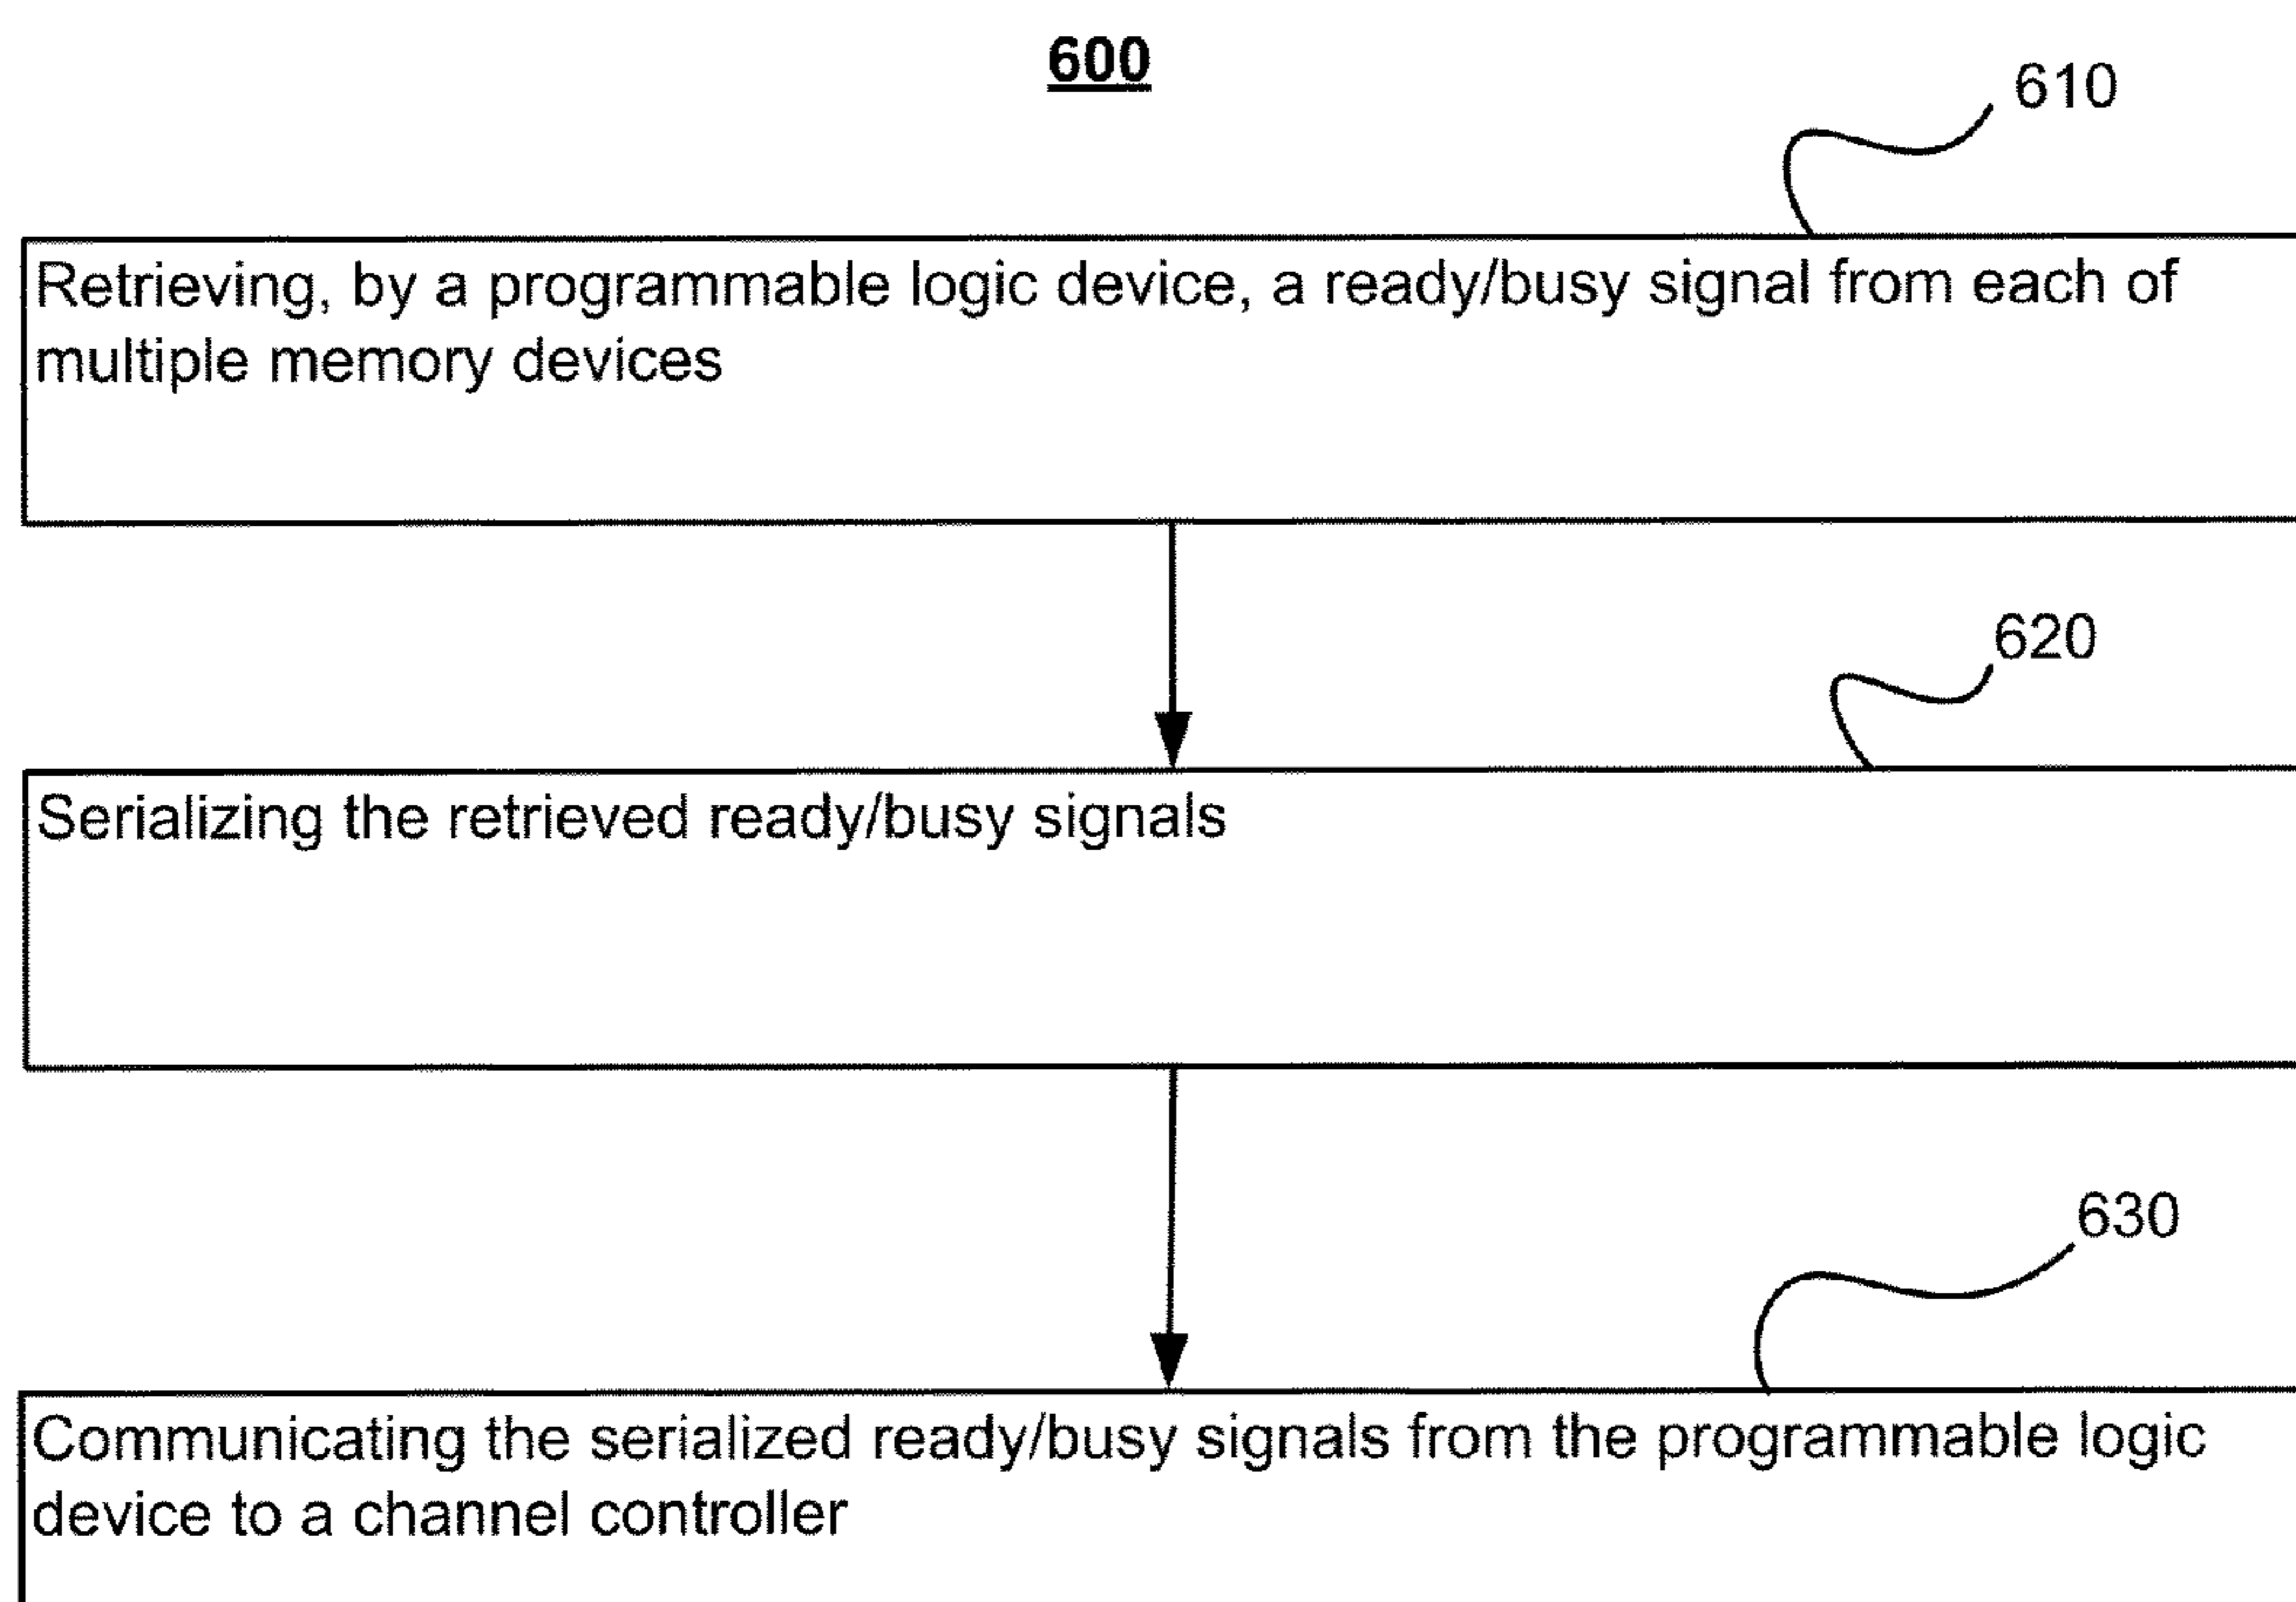 600
610
Retrieving, by a programmable logic device, a ready/busy signal from each of
multiple memory devices
620
Serializing the retrieved ready/busy signals
630
Communicating the serialized ready/busy signals from the programmable logic
device to a channel controller